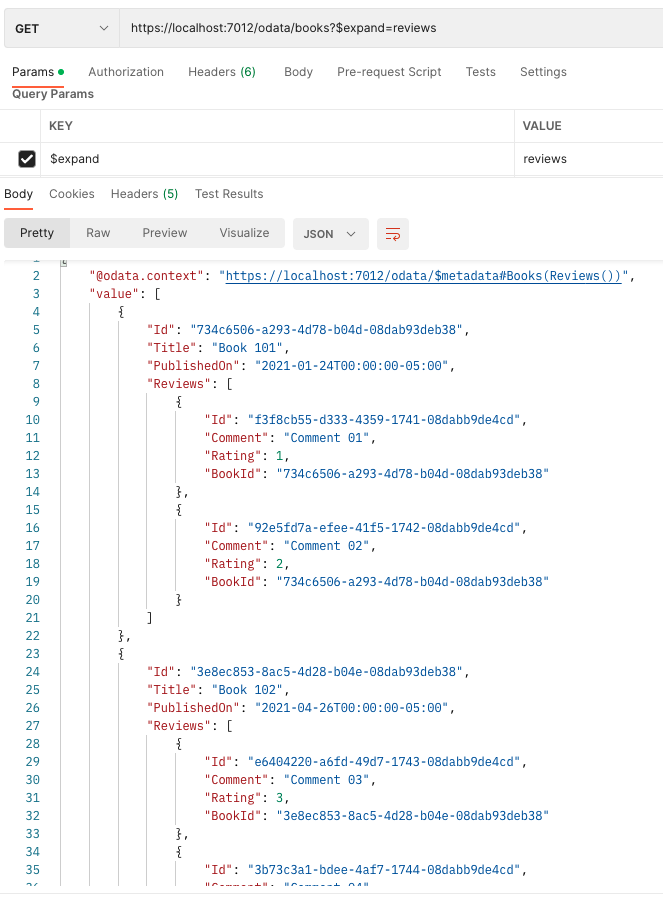 GET https://localhost:7012/odata/books?$expand=reviews
Params Authorization Headers (6) Body Pre-request Script Tests Settings
Query Params
KEY VALUE
$expand reviews
Body Cookies Headers (5) Test Results
Pretty Raw Preview Visualize JSON
1 {
2 "@odata.context": "https://localhost:7012/odata/$metadata#Books(Reviews())",
3 "value": [
4 {
5 "Id": "734c6506-a293-4d78-b04d-08dab93deb38",
6 "Title": "Book 101",
7 "PublishedOn": "2021-01-24T00:00:00-05:00",
8 "Reviews": [
9 {
10 "Id": "f3f8cb55-d333-4359-1741-08dabb9de4cd",
11 "Comment": "Comment 01",
12 "Rating": 1,
13 "BookId": "734c6506-a293-4d78-b04d-08dab93deb38"
14 },
15 {
16 "Id": "92e5fd7a-efee-41f5-1742-08dabb9de4cd",
17 "Comment": "Comment 02",
18 "Rating": 2,
19 "BookId": "734c6506-a293-4d78-b04d-08dab93deb38"
20 }
21 ]
22 },
23 {
24 "Id": "3e8ec853-8ac5-4d28-b04e-08dab93deb38",
25 "Title": "Book 102",
26 "PublishedOn": "2021-04-26T00:00:00-05:00",
27 "Reviews": [
28 {
29 "Id": "e6404220-a6fd-49d7-1743-08dabb9de4cd",
30 "Comment": "Comment 03",
31 "Rating": 3,
32 "BookId": "3e8ec853-8ac5-4d28-b04e-08dab93deb38"
33 },
34 {
35 "Id": "3b73c3a1-bdee-4af7-1744-08dabb9de4cd",